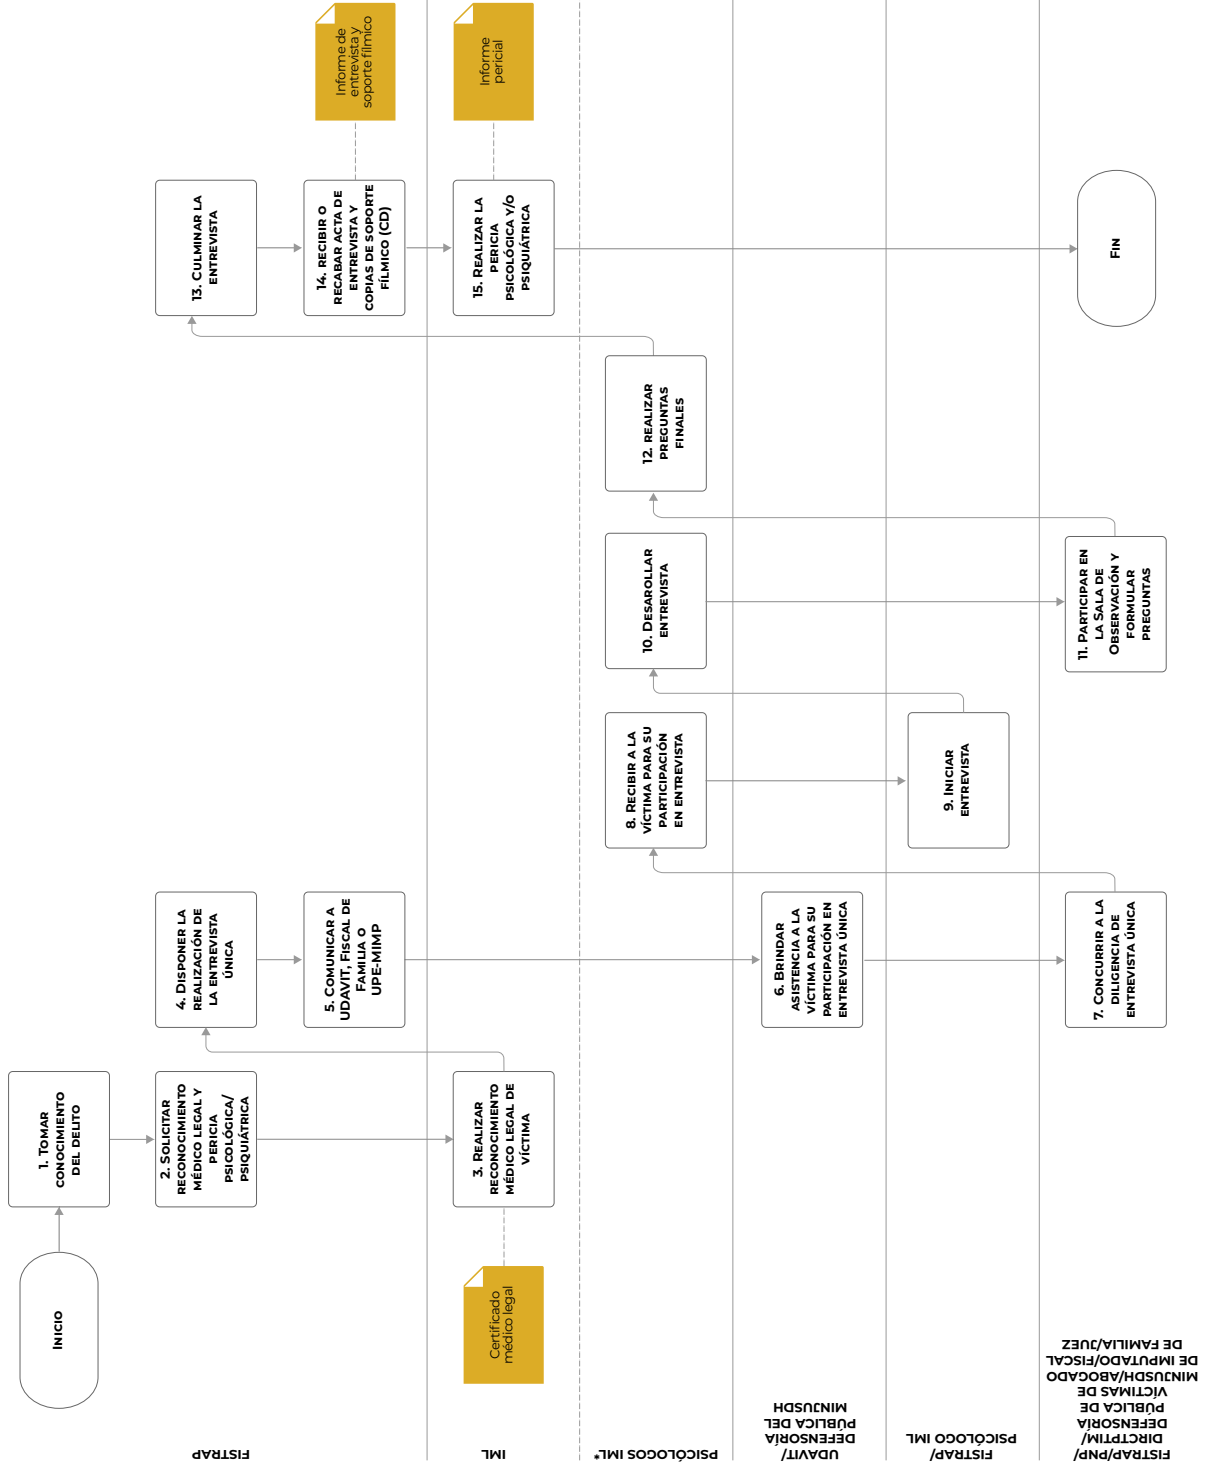 INICIO
1. TOMAR
CONOCIMIENTO
DEL DELITO
2. SOLICITAR
RECONOCIMIENTO
MÉDICO LEGAL Y
PERICIA
PSICOLÓGICA/
PSIQUIÁTRICA
3. REALIZAR
RECONOCIMIENTO
MÉDICO LEGAL DE
VÍCTIMA
Certificado
médico legal
4. DISPONER LA
REALIZACIÓN DE
LA ENTREVISTA
ÚNICA
5. COMUNICAR A
UDAVIT, FISCAL DE
FAMILIA O
UPE-MIMP
6. BRINDAR
ASISTENCIA A LA
VÍCTIMA PARA SU
PARTICIPACIÓN EN
ENTREVISTA ÚNICA
7. CONCURRIR A LA
DILIGENCIA DE
ENTREVISTA ÚNICA
8. RECIBIR A LA
VÍCTIMA PARA SU
PARTICIPACIÓN
EN ENTREVISTA
9. INICIAR
ENTREVISTA
10. DESAROLLAR
ENTREVISTA
11. PARTICIPAR EN
LA SALA DE
OBSERVACIÓN Y
FORMULAR
PREGUNTAS
12. REALIZAR
PREGUNTAS
FINALES
13. CULMINAR LA
ENTREVISTA
14. RECIBIR O
RECABAR ACTA DE
ENTREVISTA Y
COPIAS DE SOPORTE
FÍLMICO (CD)
Informe de
entrevista y
soporte fílmico
15. REALIZAR LA
PERICIA
PSICOLÓGICA Y/O
PSIQUIÁTRICA
Informe
pericial
FIN
FISTRAP
IML
PSICÓLOGOS IML*
UDAVIT/
DEFENSORÍA
PÚBLICA DEL
MINJUSDH
FISTRAP/
PSICÓLOGO IML
FISTRAP/PNP/
DIRCTPTIM/
DEFENSORÍA
PÚBLICA DE
VÍCTIMAS DE
MINJUSDH/ABOGADO
DE IMPUTADO/FISCAL
DE FAMILIA/JUEZ